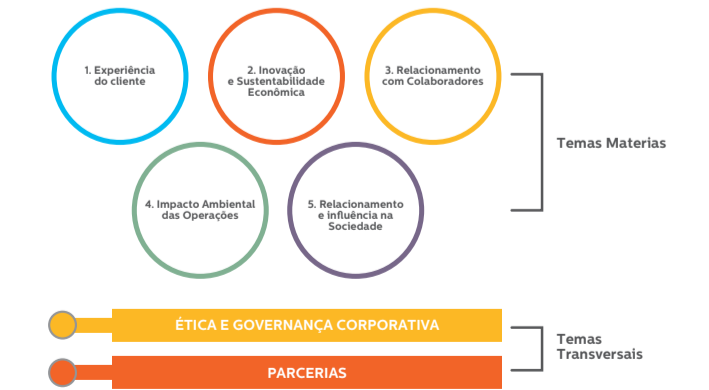 1. Experiência
do cliente
2. Inovação
e Sustentabilidade
Econômica
3. Relacionamento
com Colaboradores
Temas Materias
4. Impacto Ambiental
das Operações
5. Relacionamento
e influência na
Sociedade
ÉTICA E GOVERNANÇA CORPORATIVA
Temas
Transversais
PARCERIAS